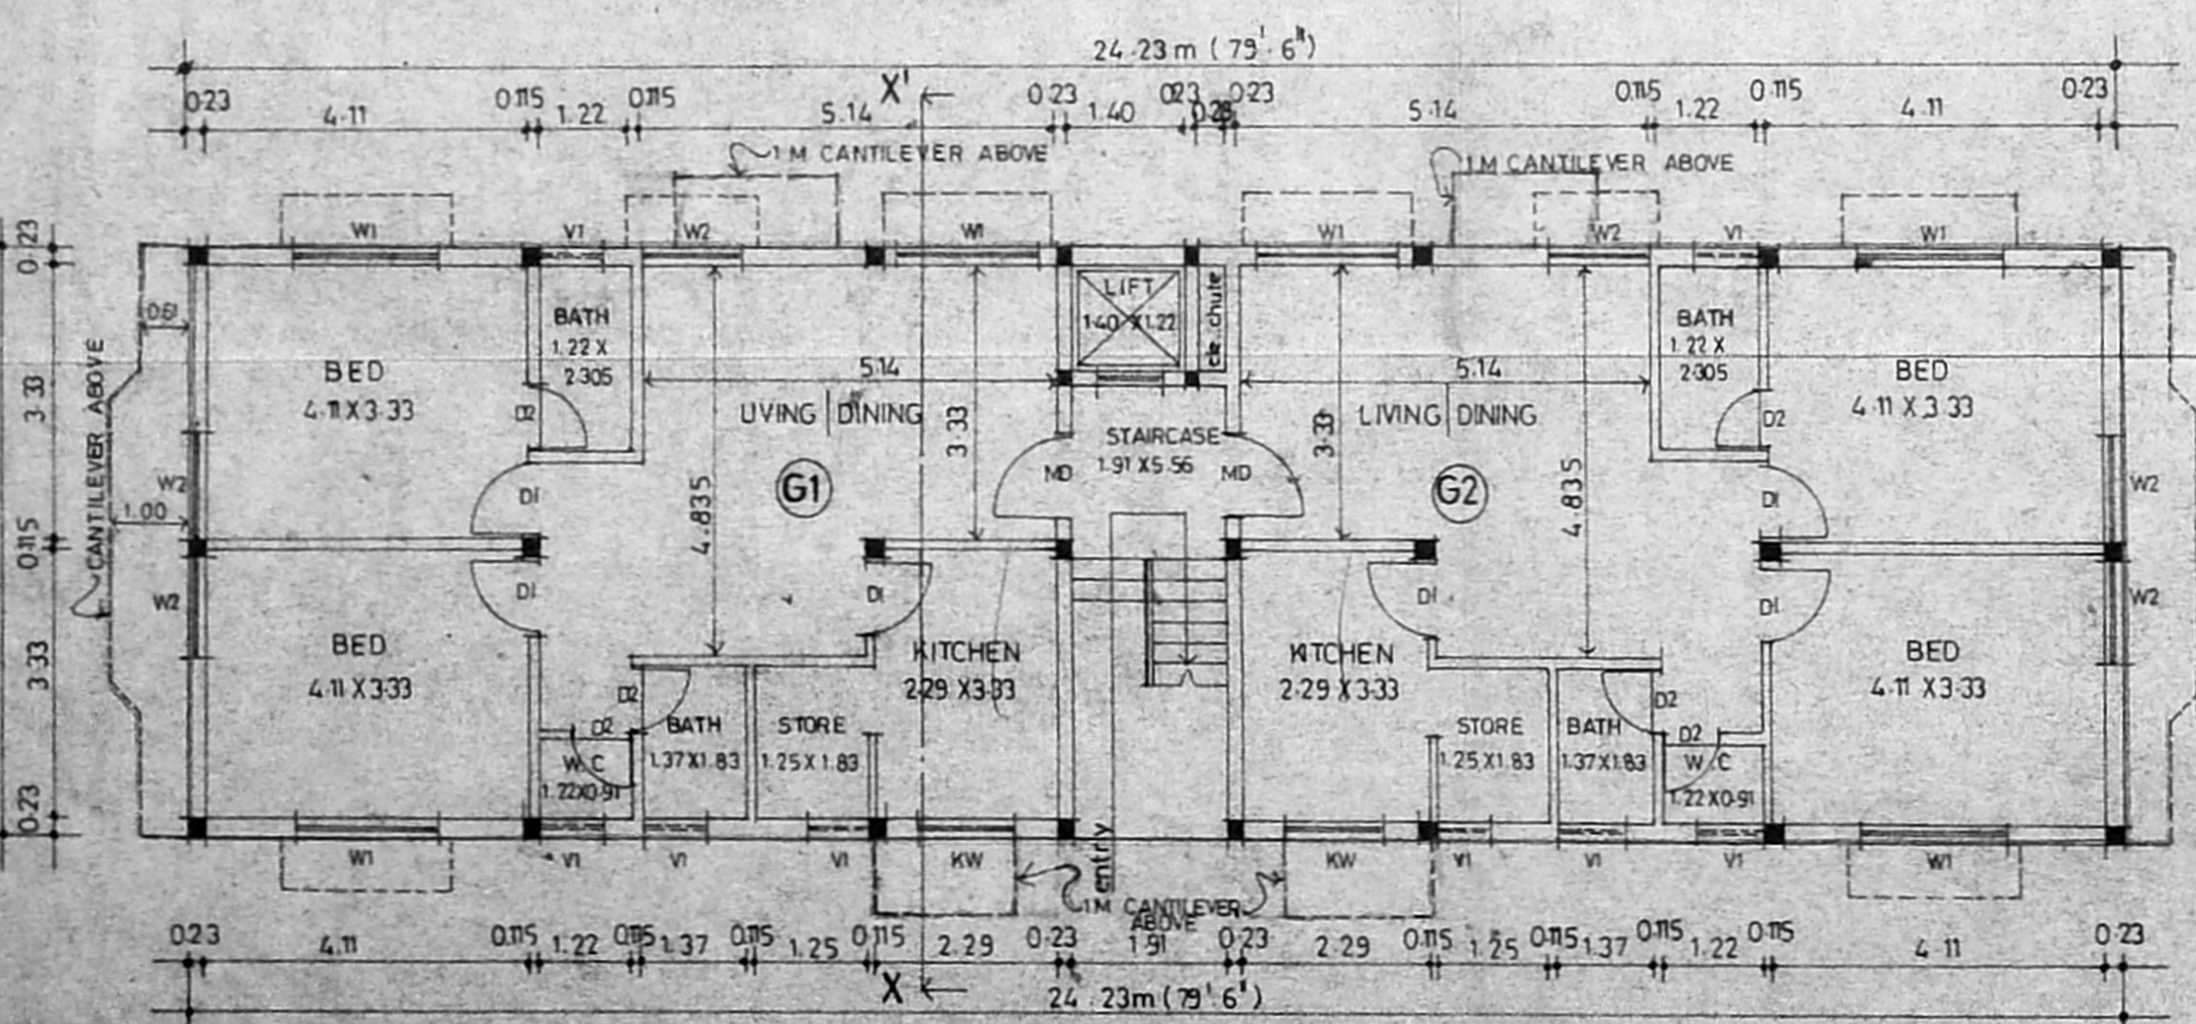 24.23m (79'.6")
0.23 4.11 0.115 1.22 0.115 5.14 X' 0.23 1.40 0.23 0.23 0.23 5.14 0.115 1.22 0.115 4.11 0.23
1M CANTILEVER ABOVE
1M CANTILEVER ABOVE
0.23
W1 V1 W2 W1 W1 W2 V1 W1
LIFT
1.40 X 1.22
ele. chute
0.61
BATH
1.22 X
2.305
BATH
1.22 X
2.305
5.14
5.14
BED
4.11 X 3.33
D2
LIVING | DINING
3.33
STAIRCASE
1.91 X 5.56
3.33
LIVING | DINING
D2
BED
4.11 X 3.33
3.33
CANTILEVER ABOVE
W2
1.00
D1
4.835
G1
MD
MD
G2
4.835
D1
W2
0.115
W2
D1
D1
D1
D1
W2
3.33
BED
4.11 X 3.33
KITCHEN
2.29 X 3.33
KITCHEN
2.29 X 3.33
BED
4.11 X 3.33
D2
D2
BATH
1.37 X 1.83
STORE
1.25 X 1.83
STORE
1.25 X 1.83
BATH
1.37 X 1.83
D2
D2
W.C
1.22X0.91
W.C
1.22X0.91
0.23
W1 V1 V1 V1 KW entry KW V1 V1 V1 W1
1M CANTILEVER
ABOVE
0.23 4.11 0.115 1.22 0.115 1.37 0.115 1.25 0.115 2.29 0.23 1.91 0.23 2.29 0.115 1.25 0.115 1.37 0.115 1.22 0.115 4.11 0.23
X
24.23m (79'.6")